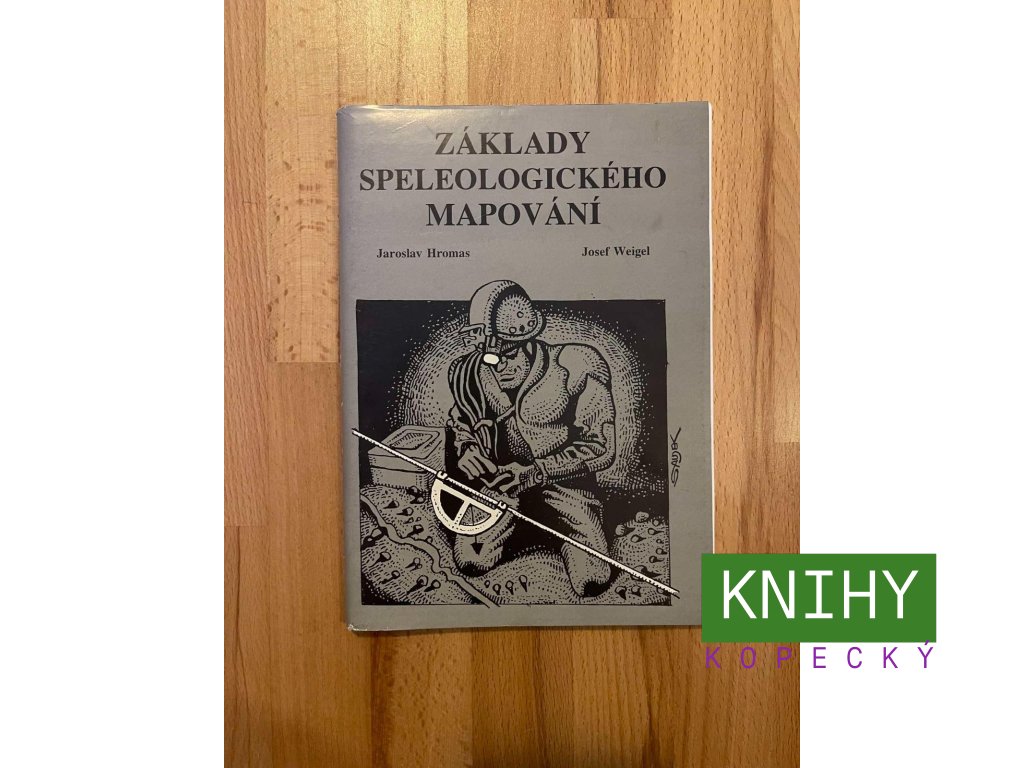 ZÁKLADY
SPELEOLOGICKÉHO
MAPOVÁNÍ
Jaroslav Hromas Josef Weigel
KNIHY
KOPECKÝ